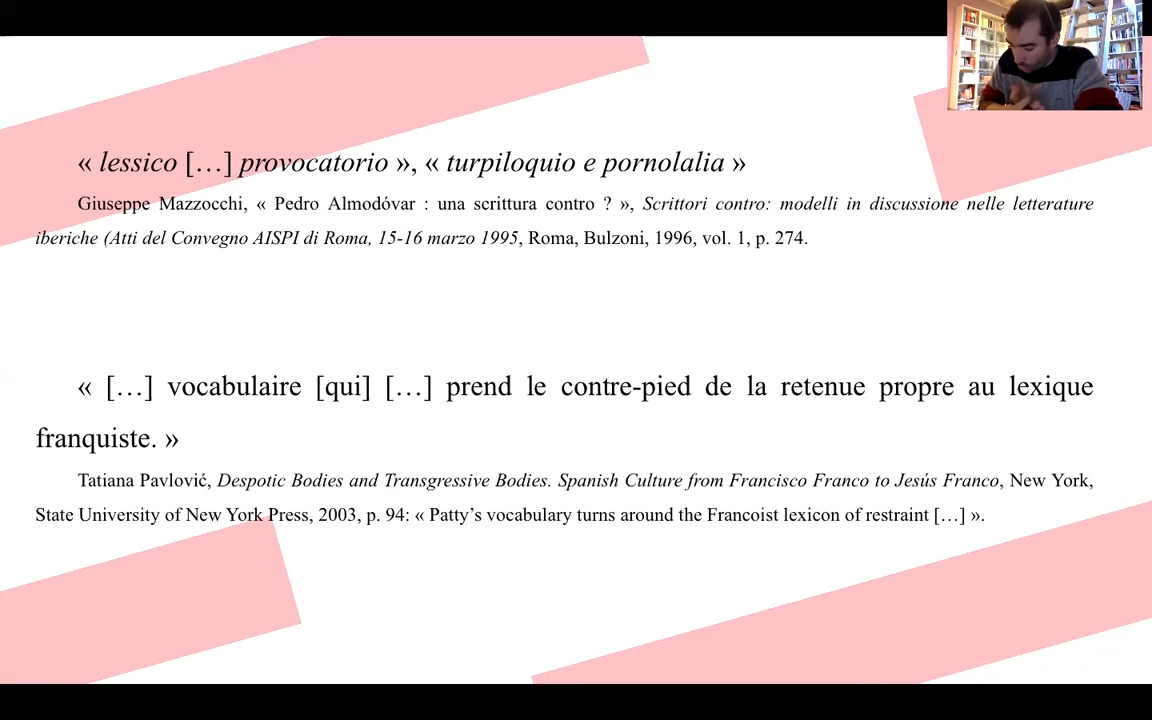 « lessico […] provocatorio », « turpiloquio e pornolalia »
Giuseppe Mazzocchi, « Pedro Almodóvar : una scrittura contro ? », Scrittori contro: modelli in discussione nelle letterature
iberiche (Atti del Convegno AISPI di Roma, 15-16 marzo 1995, Roma, Bulzoni, 1996, vol. 1, p. 274.
« […] vocabulaire [qui] […] prend le contre-pied de la retenue propre au lexique
franquiste. »
Tatiana Pavlović, Despotic Bodies and Transgressive Bodies. Spanish Culture from Francisco Franco to Jesús Franco, New York,
State University of New York Press, 2003, p. 94: « Patty’s vocabulary turns around the Francoist lexicon of restraint […] ».